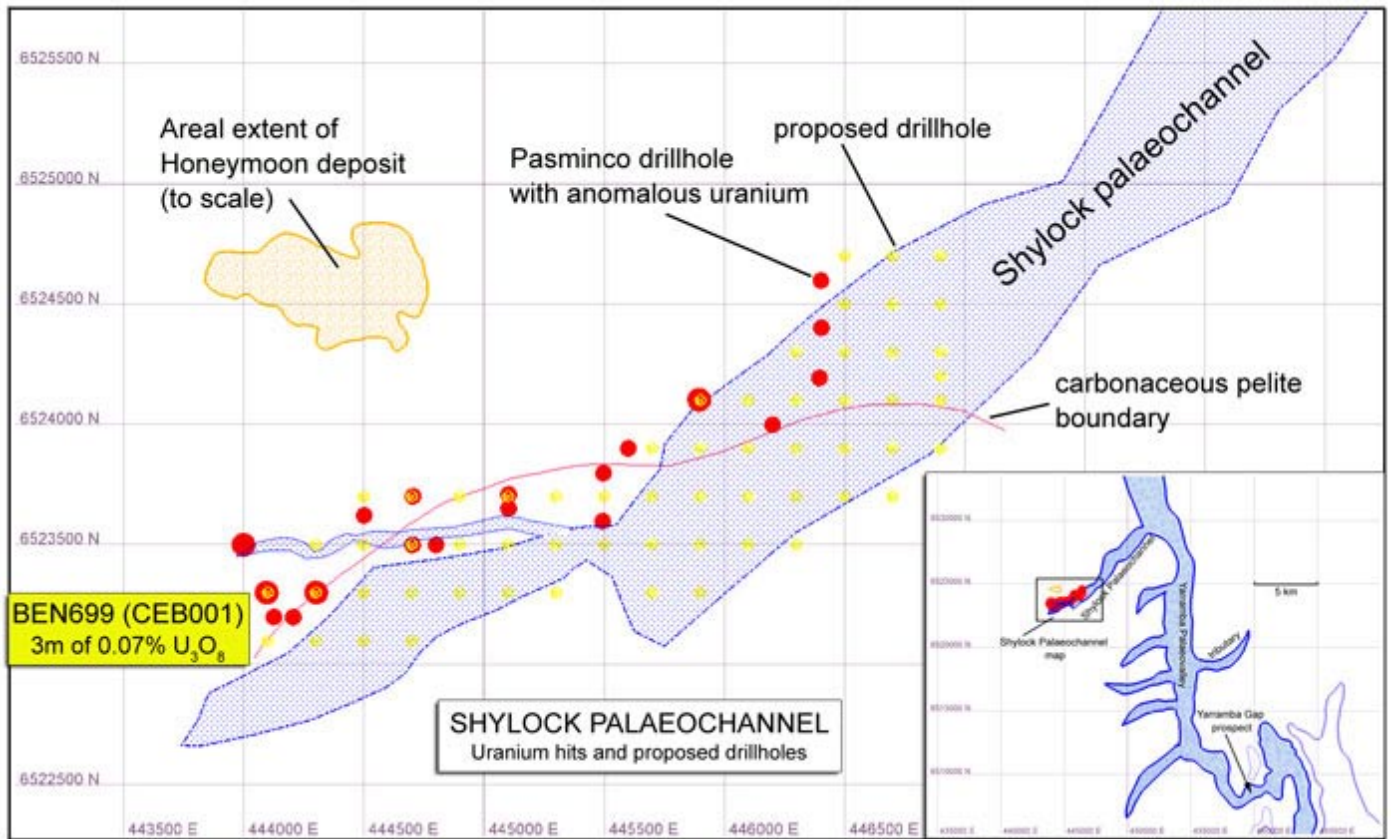 6525500 N
Areal extent of
Honeymoon deposit
(to scale)
proposed drillhole
Pasminco drillhole
with anomalous uranium
Shylock palaeochannel
6525000 N
6524500 N
carbonaceous pelite
boundary
6524000 N
6523500 N
BEN699 (CEB001)
3m of 0.07% U₃O₈
SHYLOCK PALAEOCHANNEL
Uranium hits and proposed drillholes
6522500 N
443500 E
444000 E
444500 E
445000 E
445500 E
446000 E
446500 E
Shylock Palaeochannel
5 km
Shylock Palaeochannel
map
Yarramba Palaeovalley
tributary
Yarramba Gap
prospect